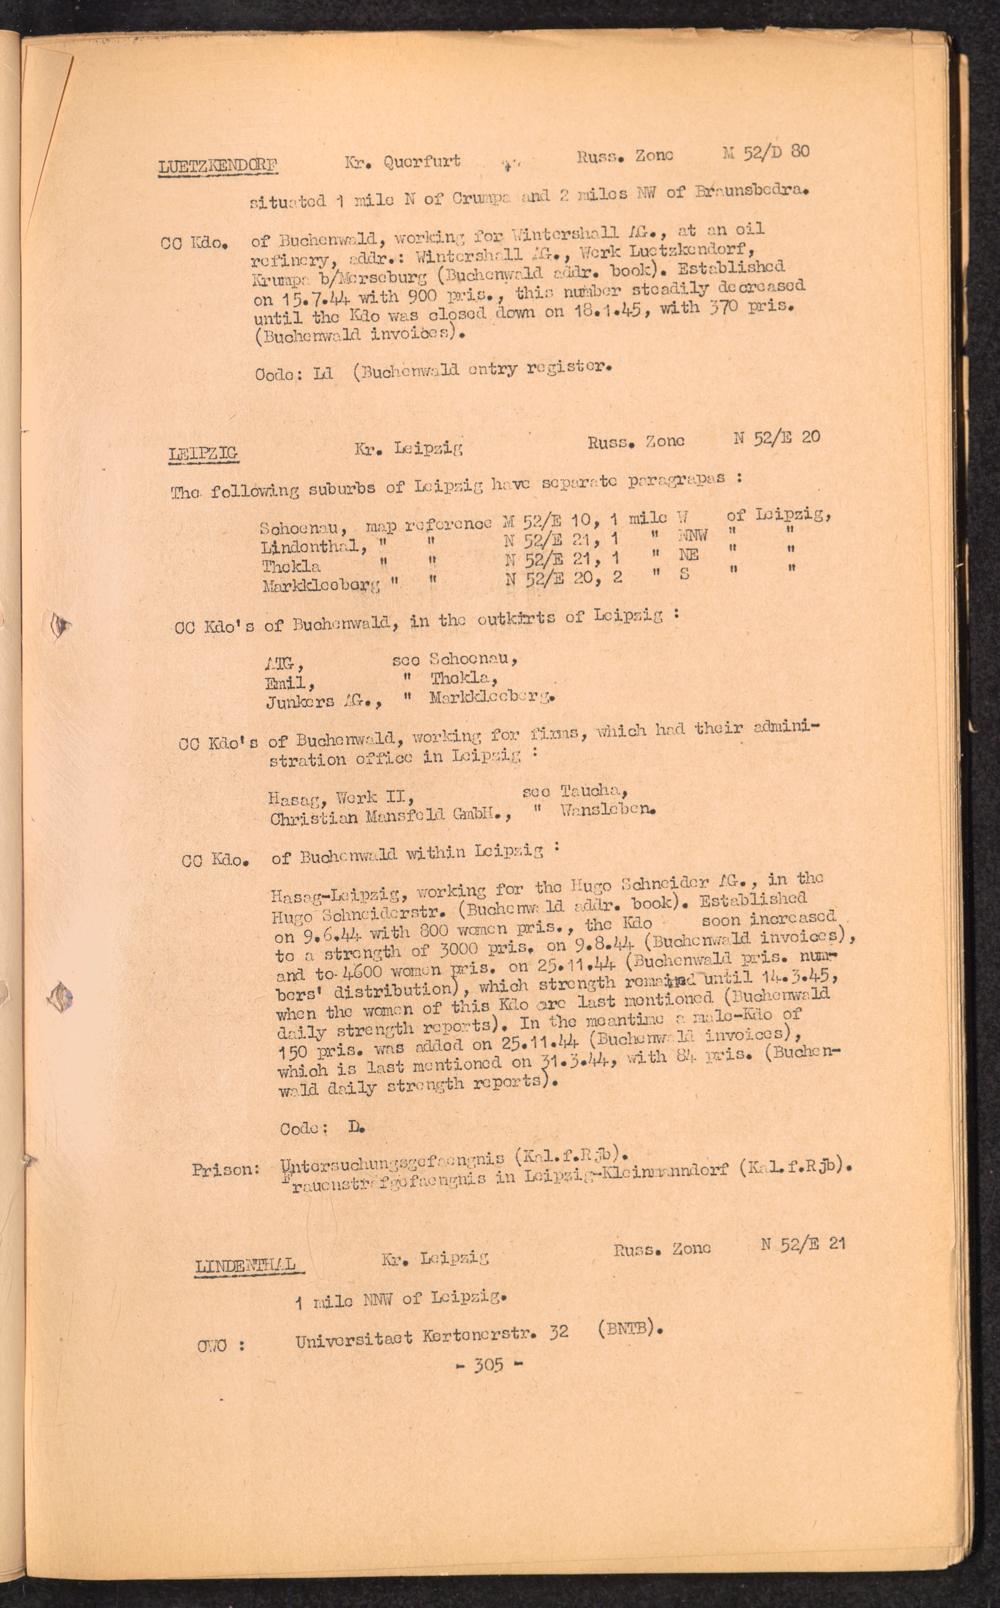 LUETZKENDORF Kr. Querfurt Russ. Zone M 52/D 80
situated 1 mile N of Crumpa and 2 miles NW of Braunsbedra.
CC Kdo. of Buchenwald, working for Wintershall AG., at an oil
refinery, addr.: Wintershall AG., Werk Luetzkendorf,
Krumpa b/Merseburg (Buchenwald addr. book). Established
on 15.7.44 with 900 pris., this number steadily decreased
until the Kdo was closed down on 18.1.45, with 370 pris.
(Buchenwald invoices).
Code: Ld (Buchenwald entry register.
LEIPZIG Kr. Leipzig Russ. Zone N 52/E 20
The following suburbs of Leipzig have separate paragrapas :
Schoenau, map reference M 52/E 10, 1 mile W of Leipzig,
Lindenthal, " " N 52/E 21, 1 " NNW " "
Thekla " " N 52/E 21, 1 " NE " "
Markkleeberg " " N 52/E 20, 2 " S " "
CC Kdo's of Buchenwald, in the outkirts of Leipzig :
ATG, see Schoenau,
Emil, " Thekla,
Junkers AG., " Markkleeberg.
CC Kdo's of Buchenwald, working for firms, which had their admini-
stration office in Leipzig :
Hasag, Werk II, see Taucha,
Christian Mansfeld GmbH., " Wansleben.
CC Kdo. of Buchenwald within Leipzig :
Hasag-Leipzig, working for the Hugo Schneider AG., in the
Hugo Schneiderstr. (Buchenwald addr. book). Established
on 9.6.44 with 800 women pris., the Kdo soon increased
to a strength of 3000 pris. on 9.8.44 (Buchenwald invoices),
and to 4600 women pris. on 25.11.44 (Buchenwald pris. num-
bers' distribution), which strength remained until 14.3.45,
when the women of this Kdo are last mentioned (Buchenwald
daily strength reports). In the meantime a male-Kdo of
150 pris. was added on 25.11.44 (Buchenwald invoices),
which is last mentioned on 31.3.44, with 84 pris. (Buchen-
wald daily strength reports).
Code: D.
Prison: Untersuchungsgefaengnis (Kal.f.RJb).
Frauenstrafgefaengnis in Leipzig-Kleinmanndorf (Kal.f.RJb).
LINDENTHAL Kr. Leipzig Russ. Zone N 52/E 21
1 mile NNW of Leipzig.
CWC : Universitaet Kertenerstr. 32 (BNTB).
- 305 -